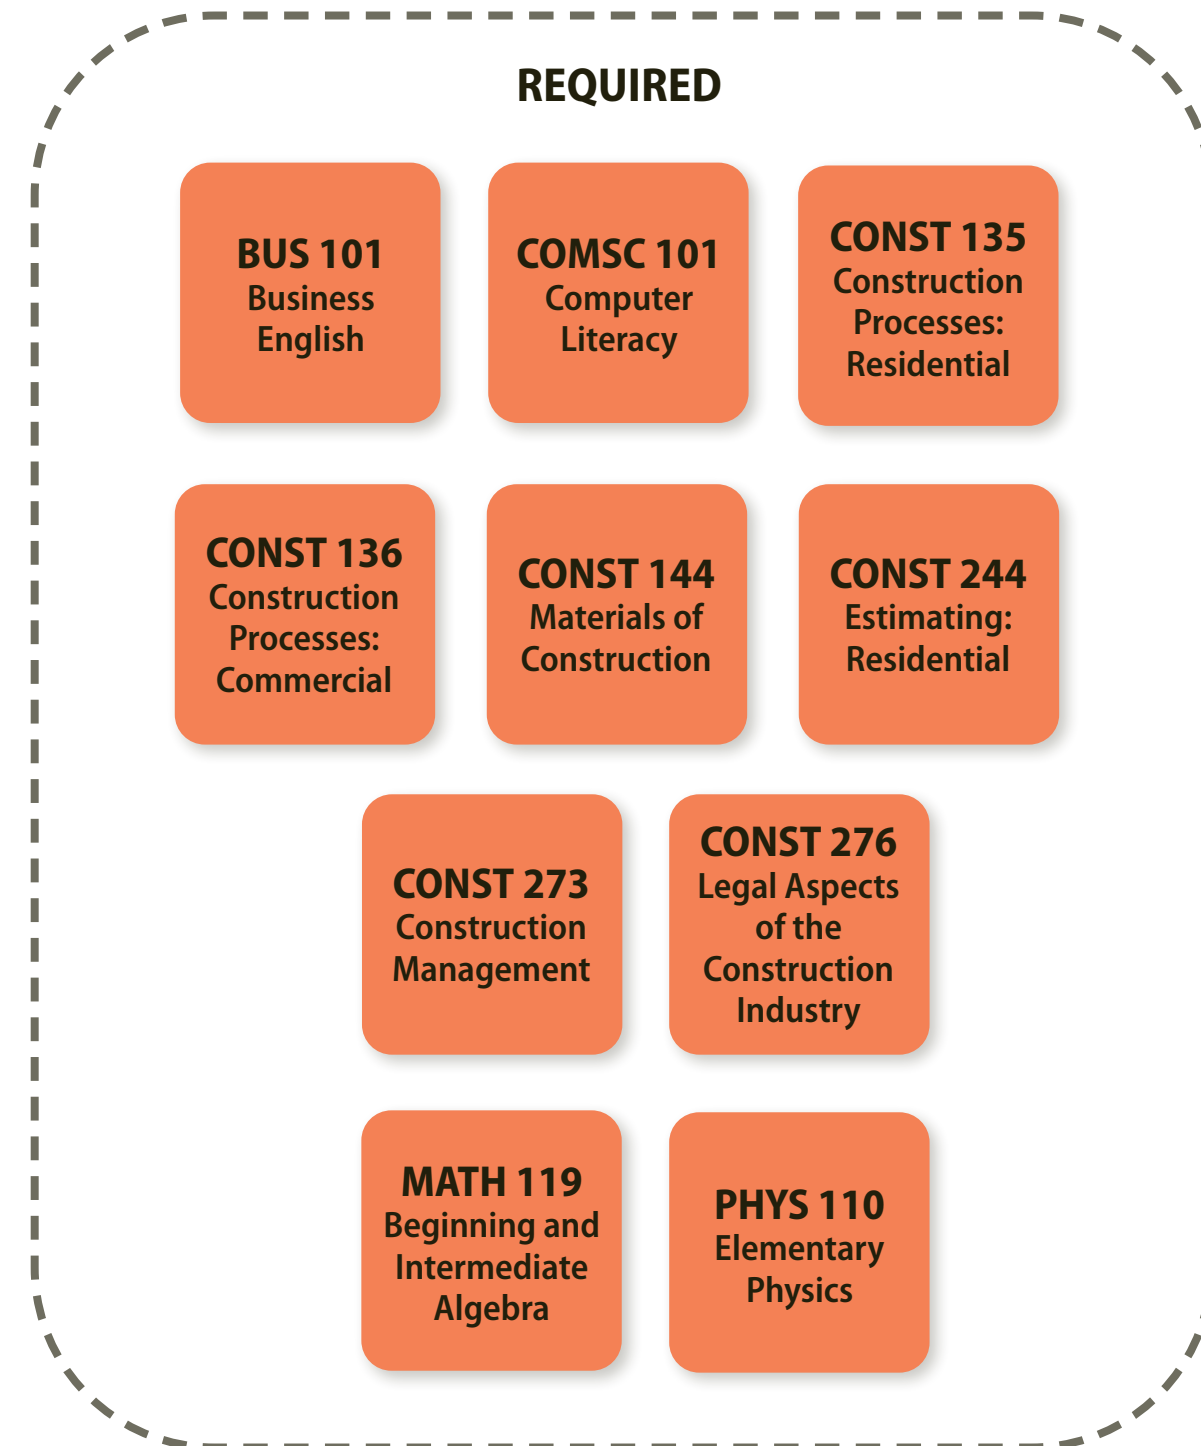 REQUIRED
BUS 101
Business
English
COMSC 101
Computer
Literacy
CONST 135
Construction
Processes:
Residential
CONST 136
Construction
Processes:
Commercial
CONST 144
Materials of
Construction
CONST 244
Estimating:
Residential
CONST 273
Construction
Management
CONST 276
Legal Aspects
of the
Construction
Industry
MATH 119
Beginning and
Intermediate
Algebra
PHYS 110
Elementary
Physics